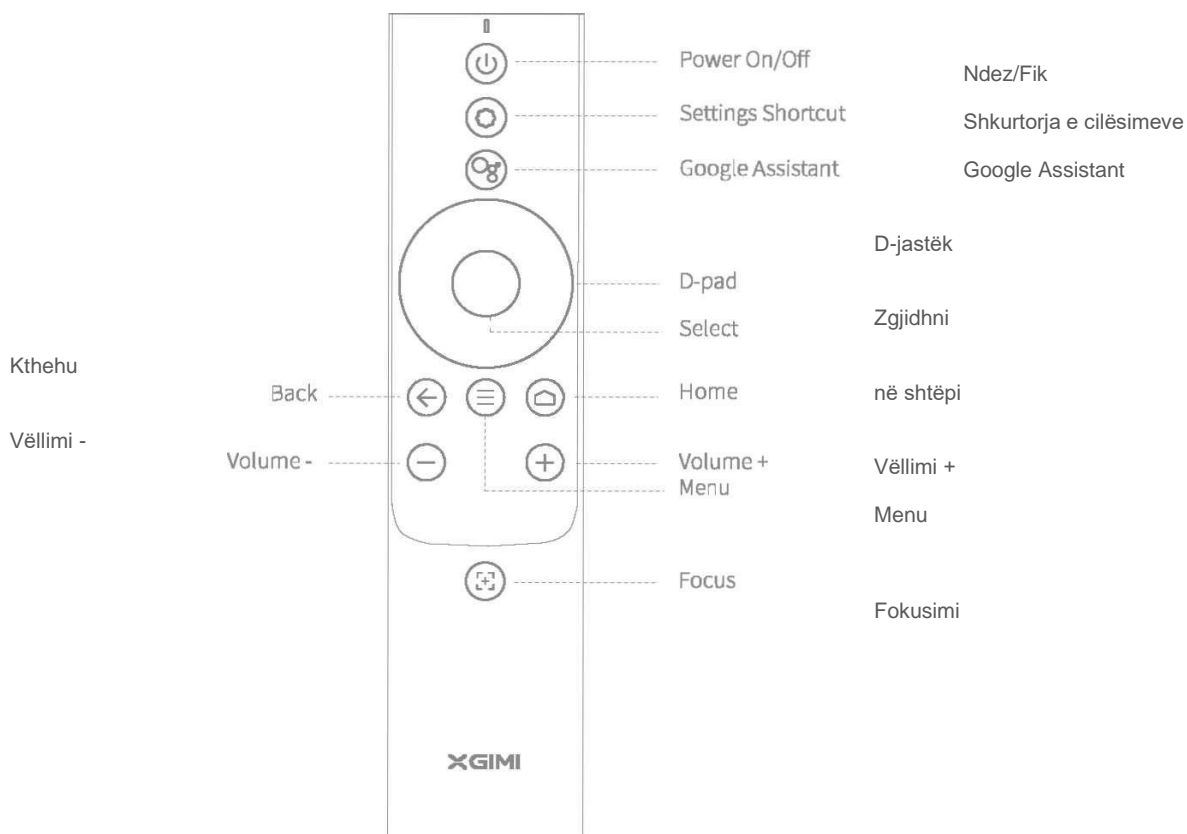 Power On/Off
Ndez/Fik
Settings Shortcut
Shkurtorja e cilësimeve
Google Assistant
Google Assistant
D-jastëk
D-pad
Select
Zgjidhni
Kthehu
Back
Home
në shtëpi
Vëllimi -
Volume -
Volume +
Vëllimi +
Menu
Menu
Focus
Fokusimi
XGIMI